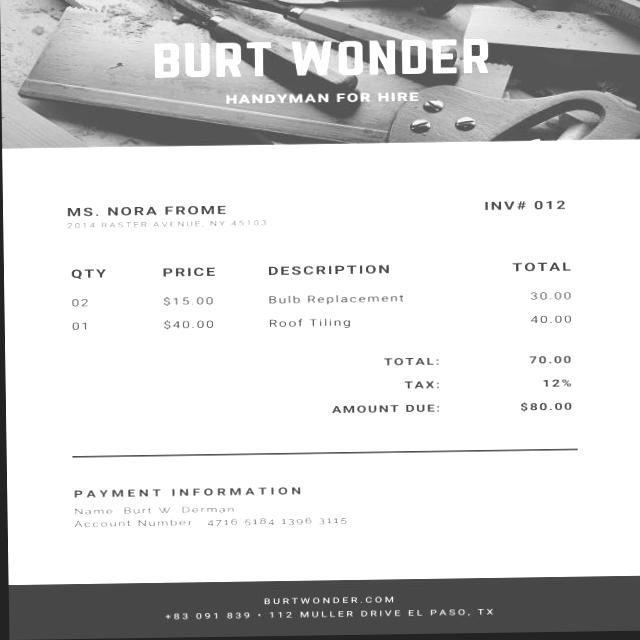 BURT WONDER
HANDYMAN FOR HIRE
MS. NORA FROME
INV# 012
2014 RASTER AVENUE, NY 45103
QTY PRICE DESCRIPTION TOTAL
02 $15.00 Bulb Replacement 30.00
01 $40.00 Roof Tiling 40.00
TOTAL: 70.00
TAX: 12%
AMOUNT DUE: $80.00
PAYMENT INFORMATION
Name Burt W. Derman
Account Number 4716 5184 1396 3115
BURTWONDER.COM
+83 091 839 • 112 MULLER DRIVE EL PASO, TX